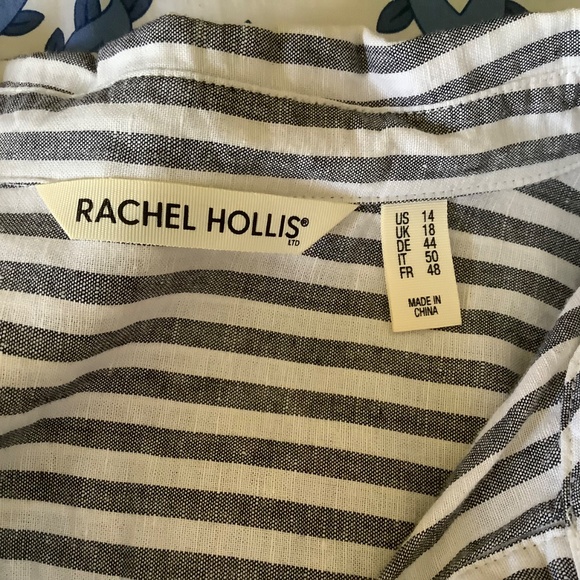 RACHEL HOLLIS®
LTD
US 14
UK 18
DE 44
IT 50
FR 48
MADE IN
CHINA